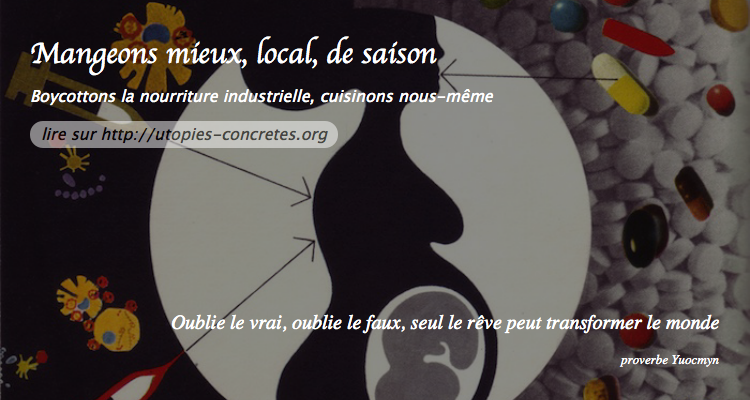 Mangeons mieux, local, de saison
Boycottons la nourriture industrielle, cuisinons nous-même
lire sur http://utopies-concretes.org
Oublie le vrai, oublie le faux, seul le rêve peut transformer le monde
proverbe Yuocmyn